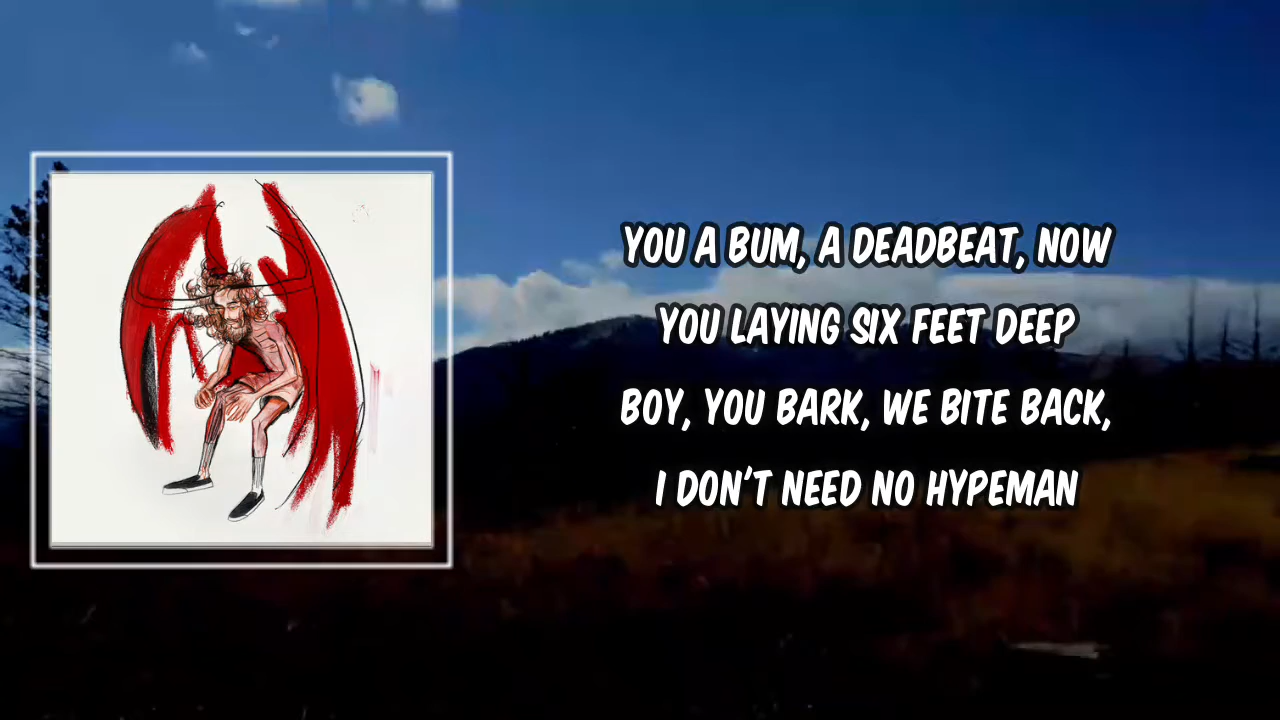 YOU A BUM, A DEADBEAT, NOW
YOU LAYING SIX FEET DEEP
BOY, YOU BARK, WE BITE BACK,
I DON'T NEED NO HYPEMAN